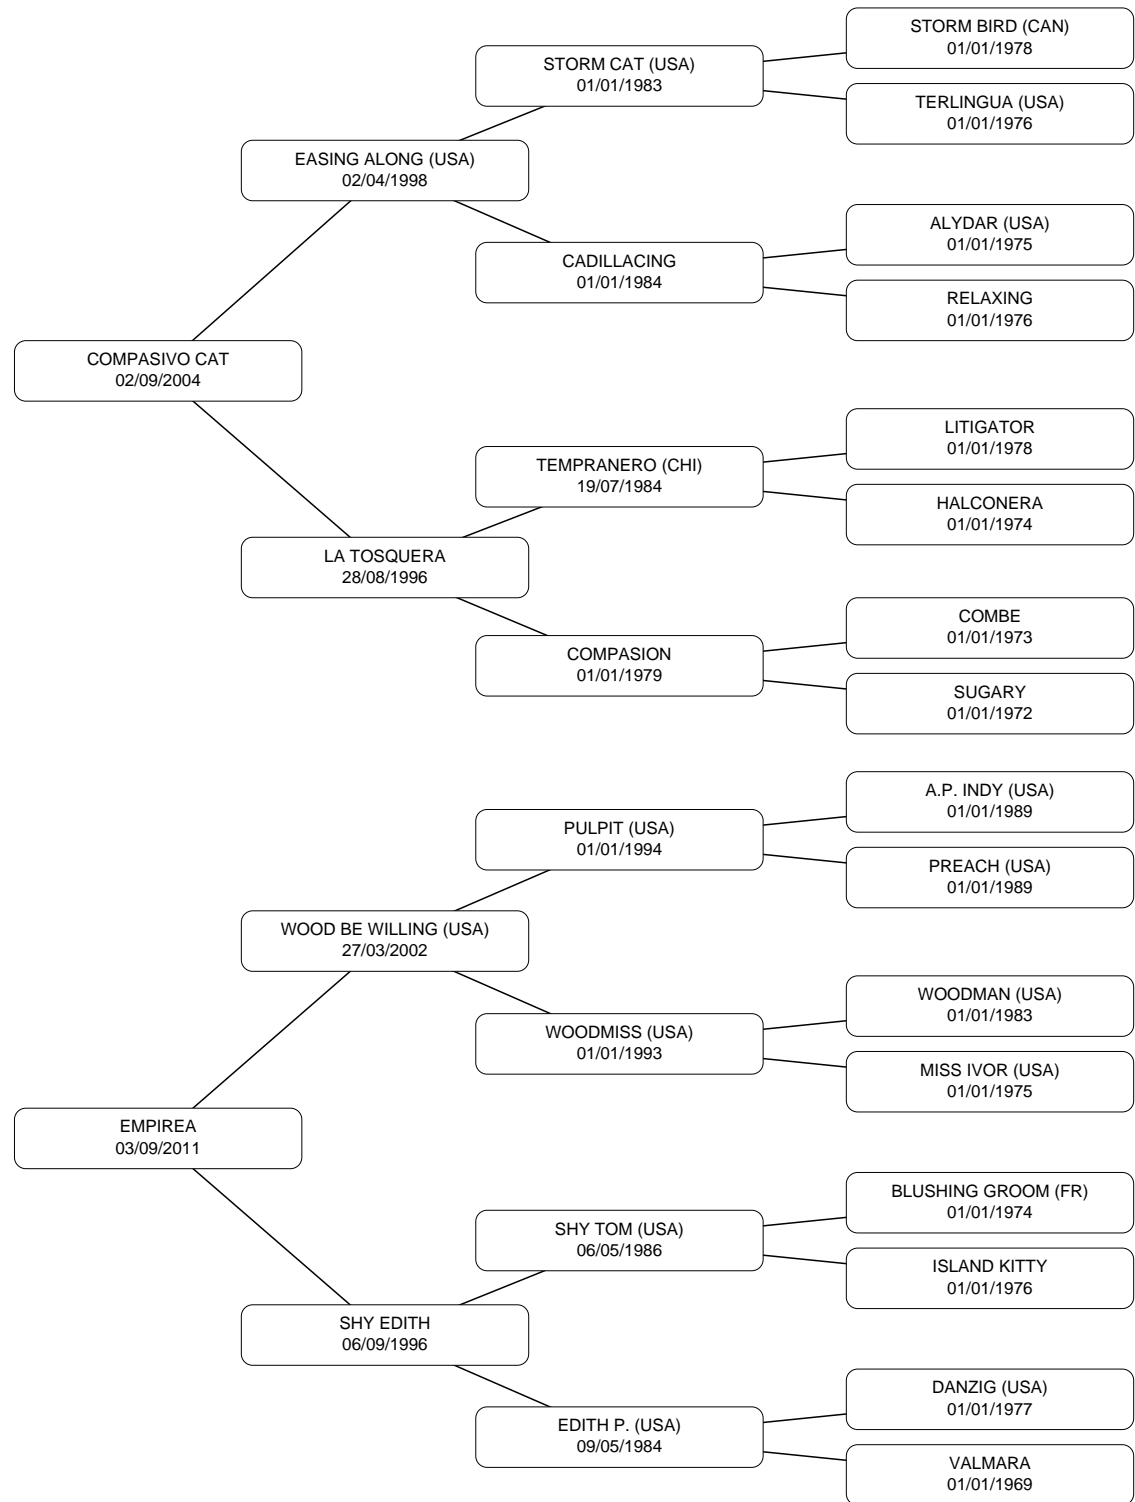 STORM BIRD (CAN)
01/01/1978
STORM CAT (USA)
01/01/1983
TERLINGUA (USA)
01/01/1976
EASING ALONG (USA)
02/04/1998
ALYDAR (USA)
01/01/1975
CADILLACING
01/01/1984
RELAXING
01/01/1976
COMPASIVO CAT
02/09/2004
LITIGATOR
01/01/1978
TEMPRANERO (CHI)
19/07/1984
HALCONERA
01/01/1974
LA TOSQUERA
28/08/1996
COMBE
01/01/1973
COMPASION
01/01/1979
SUGARY
01/01/1972
A.P. INDY (USA)
01/01/1989
PULPIT (USA)
01/01/1994
PREACH (USA)
01/01/1989
WOOD BE WILLING (USA)
27/03/2002
WOODMAN (USA)
01/01/1983
WOODMISS (USA)
01/01/1993
MISS IVOR (USA)
01/01/1975
EMPIREA
03/09/2011
BLUSHING GROOM (FR)
01/01/1974
SHY TOM (USA)
06/05/1986
ISLAND KITTY
01/01/1976
SHY EDITH
06/09/1996
DANZIG (USA)
01/01/1977
EDITH P. (USA)
09/05/1984
VALMARA
01/01/1969